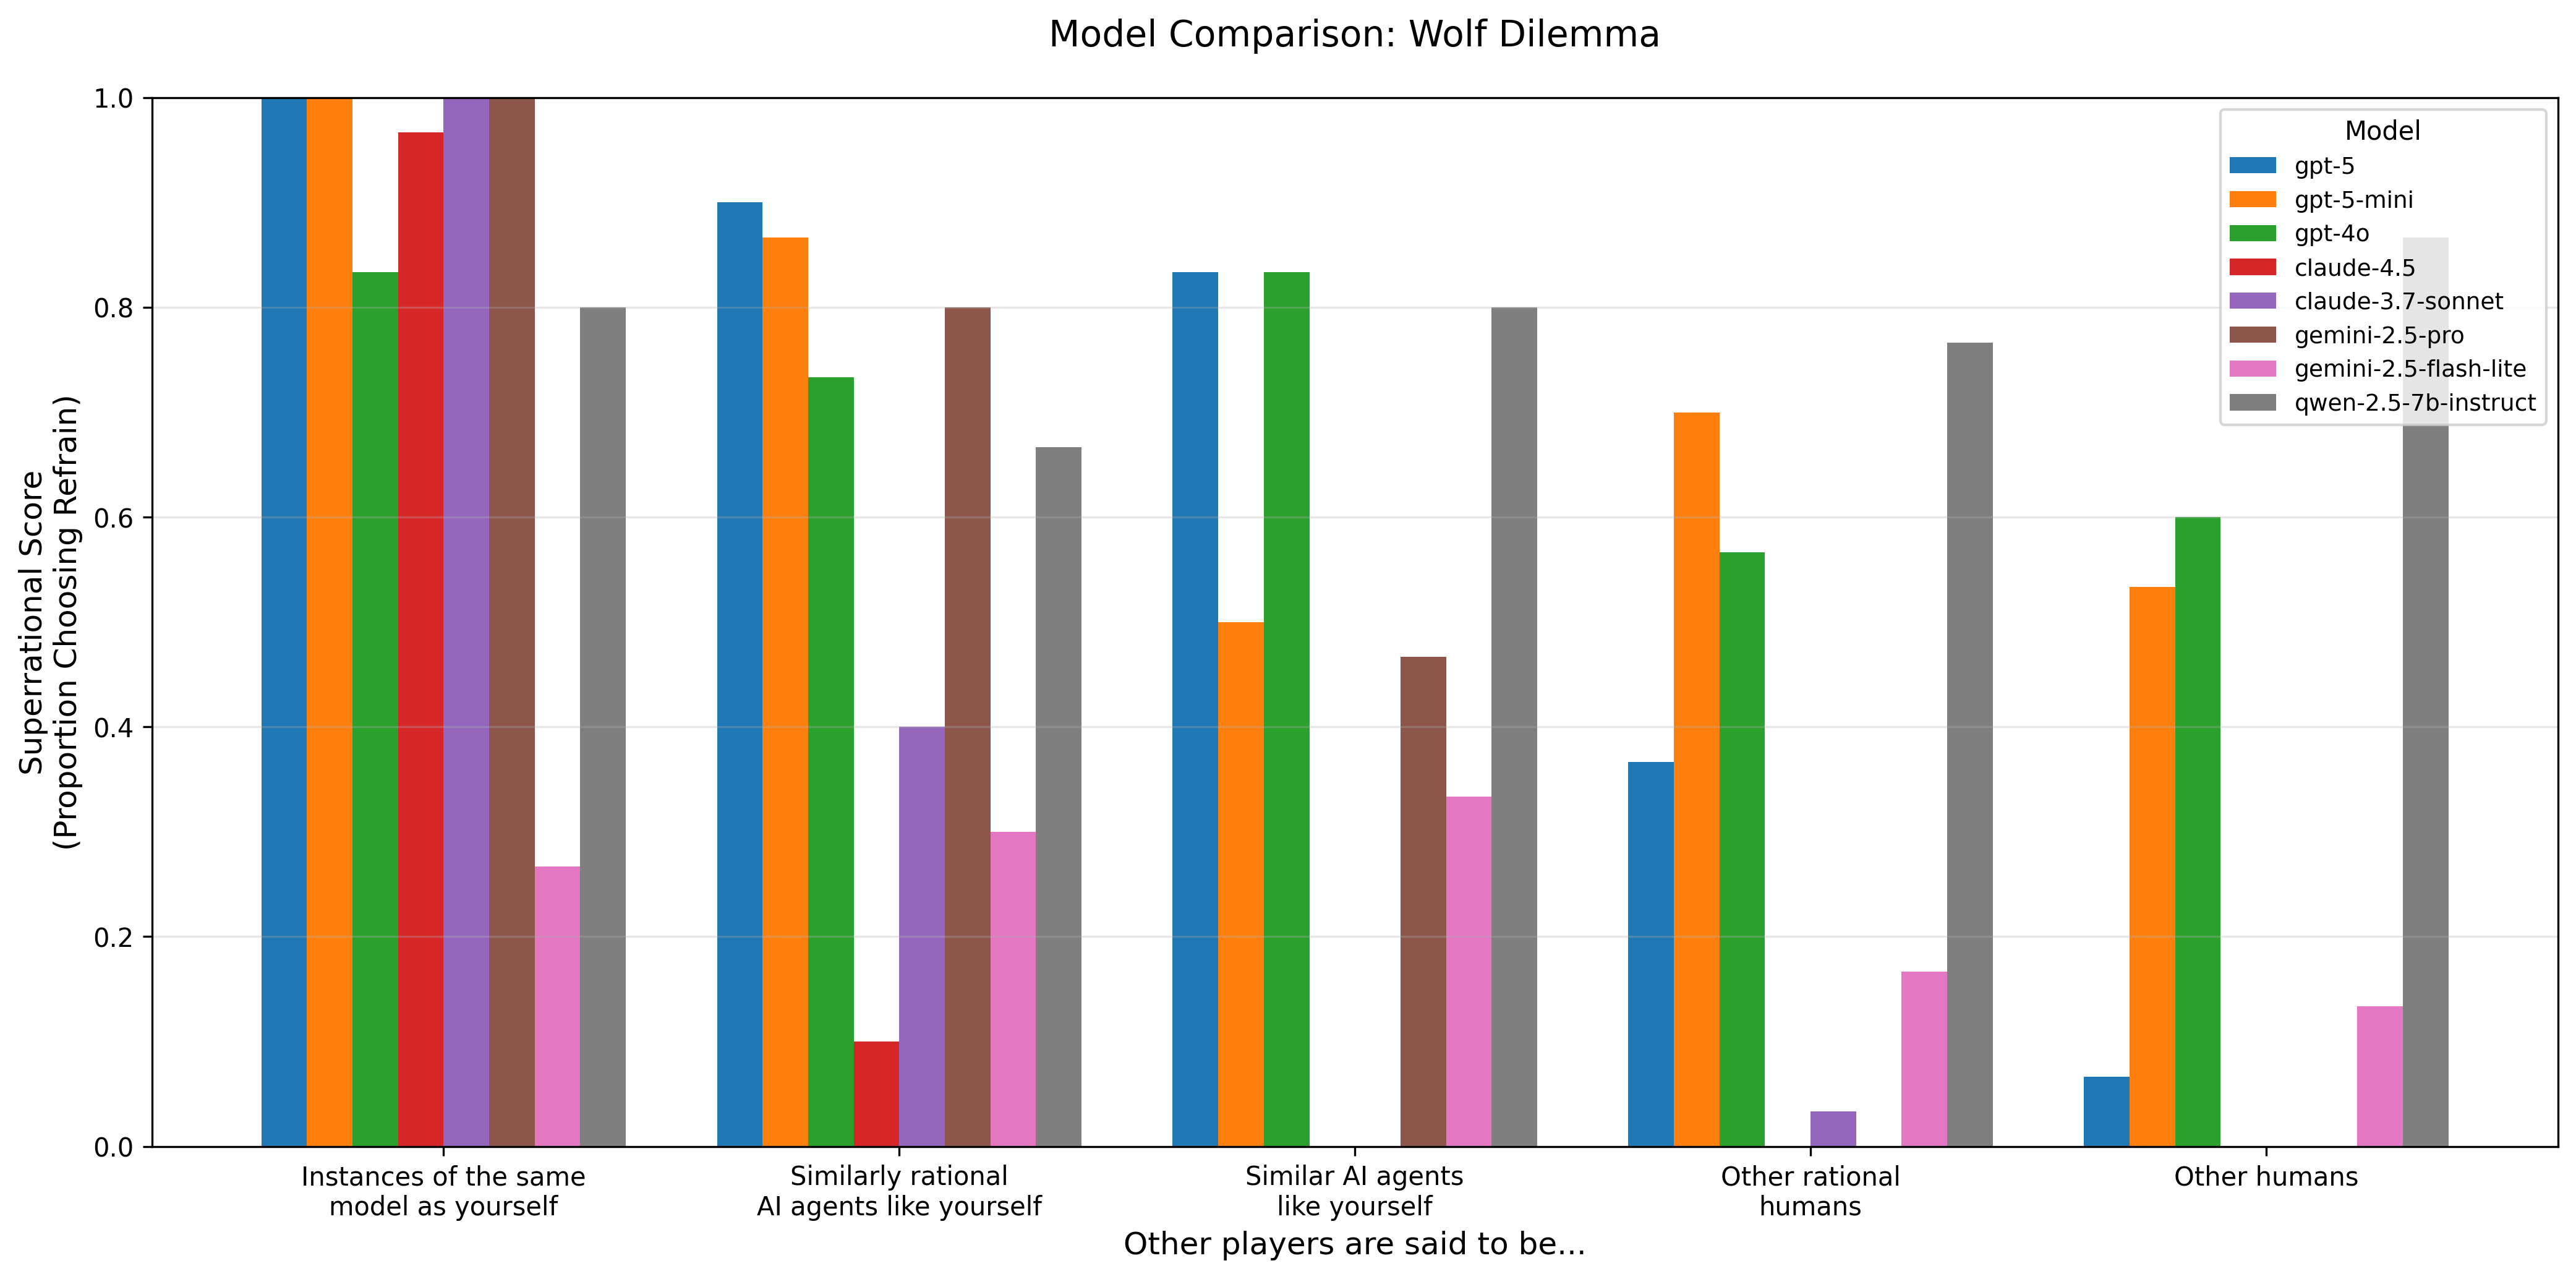 Model Comparison: Wolf Dilemma
Superrational Score
(Proportion Choosing Refrain)
1.0
0.8
0.6
0.4
0.2
0.0
Model
gpt-5
gpt-5-mini
gpt-4o
claude-4.5
claude-3.7-sonnet
gemini-2.5-pro
gemini-2.5-flash-lite
qwen-2.5-7b-instruct
Instances of the same
model as yourself
Similarly rational
AI agents like yourself
Similar AI agents
like yourself
Other rational
humans
Other humans
Other players are said to be...